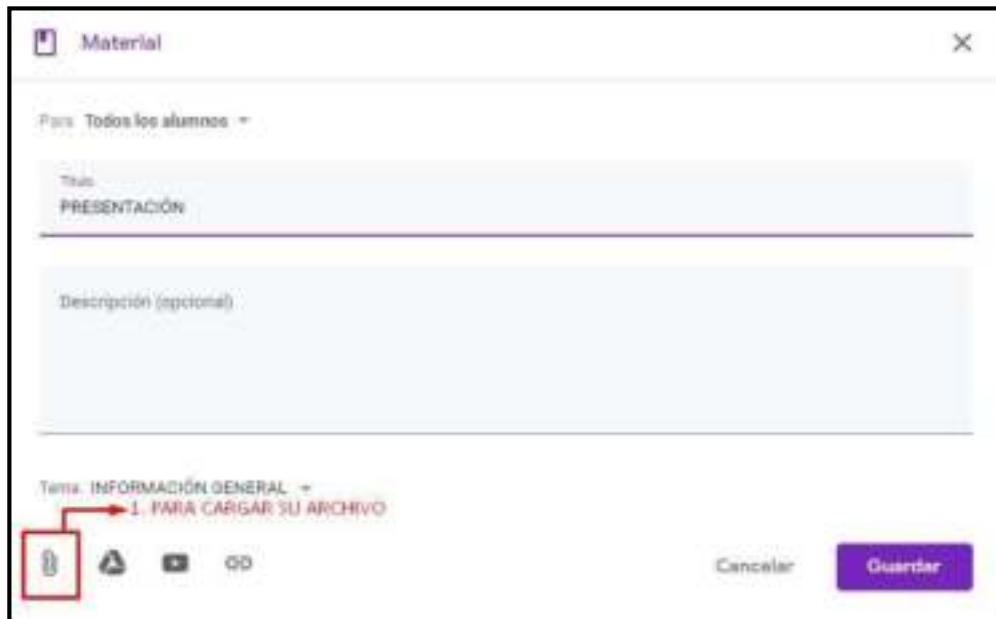 Material
Para Todos los alumnos
Título
PRESENTACIÓN
Descripción (opcional)
Tema INFORMACIÓN GENERAL
1. PARA CARGAR SU ARCHIVO
Cancelar Guardar